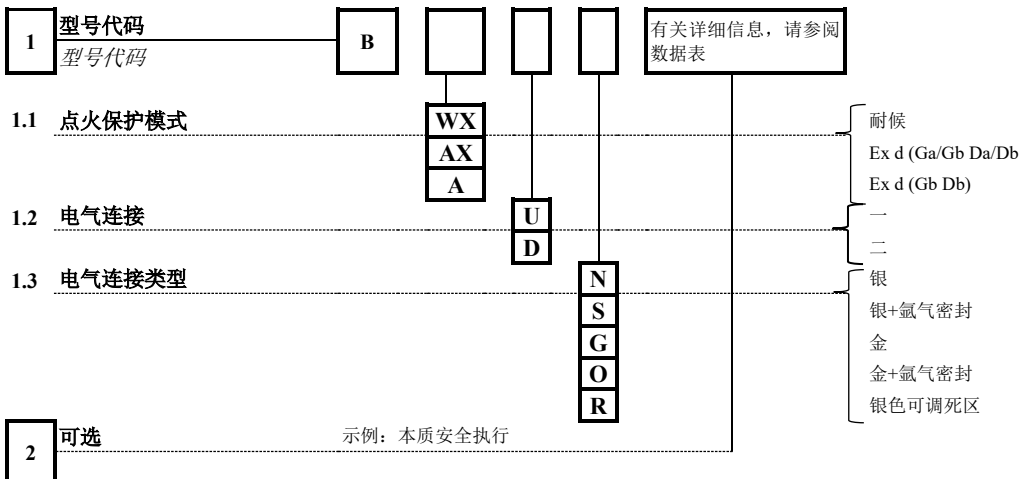 1 型号代码 B 有关详细信息，请参阅
型号代码 数据表
1.1 点火保护模式 WX 耐候
AX Ex d (Ga/Gb Da/Db
A Ex d (Gb Db)
1.2 电气连接 U 一
D 二
1.3 电气连接类型 N 银
S 银+氩气密封
G 金
O 金+氩气密封
R 银色可调死区
2 可选 示例：本质安全执行